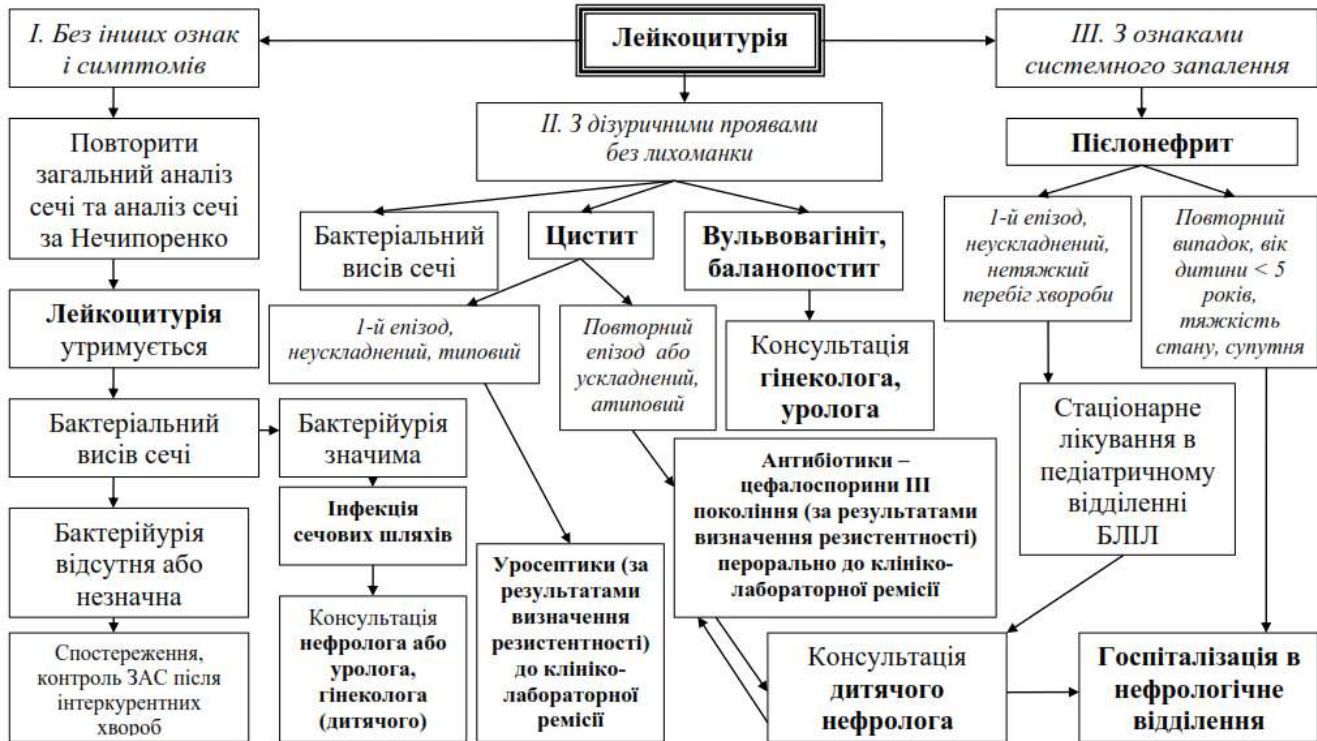 I. Без інших ознак
і симптомів
Повторити
загальний аналіз
сечі та аналіз сечі
за Нечипоренко
Лейкоцитурія
утримується
Бактеріальний
висів сечі
Бактерійурія
відсутня або
незначна
Спостереження,
контроль ЗАС після
інтеркурентних
хвороб
Бактерійурія
значима
Інфекція
сечових шляхів
Консультація
нефролога або
уролога,
гінеколога
(дитячого)
Лейкоцитурія
II. З дізуричними проявами
без лихоманки
Бактеріальний
висів сечі
Цистит
Вульвовагініт,
баланопостит
1-й епізод,
неускладнений, типовий
Повторний
епізод або
ускладнений,
атиповий
Консультація
гінеколога,
уролога
Уросептики (за
результатами
визначення
резистентності)
до клініко-
лабораторної
ремісії
Антибіотики –
цефалоспорини III
покоління (за результатами
визначення резистентності)
перорально до клініко-
лабораторної ремісії
III. З ознаками
системного запалення
Пієлонефрит
1-й епізод,
неускладнений,
нетяжкий
перебіг хвороби
Повторний
випадок, вік
дитини < 5
років,
тяжкість
стану, супутня
Стаціонарне
лікування в
педіатричному
відділенні
БЛІЛ
Консультація
дитячого
нефролога
Госпіталізація в
нефрологічне
відділення